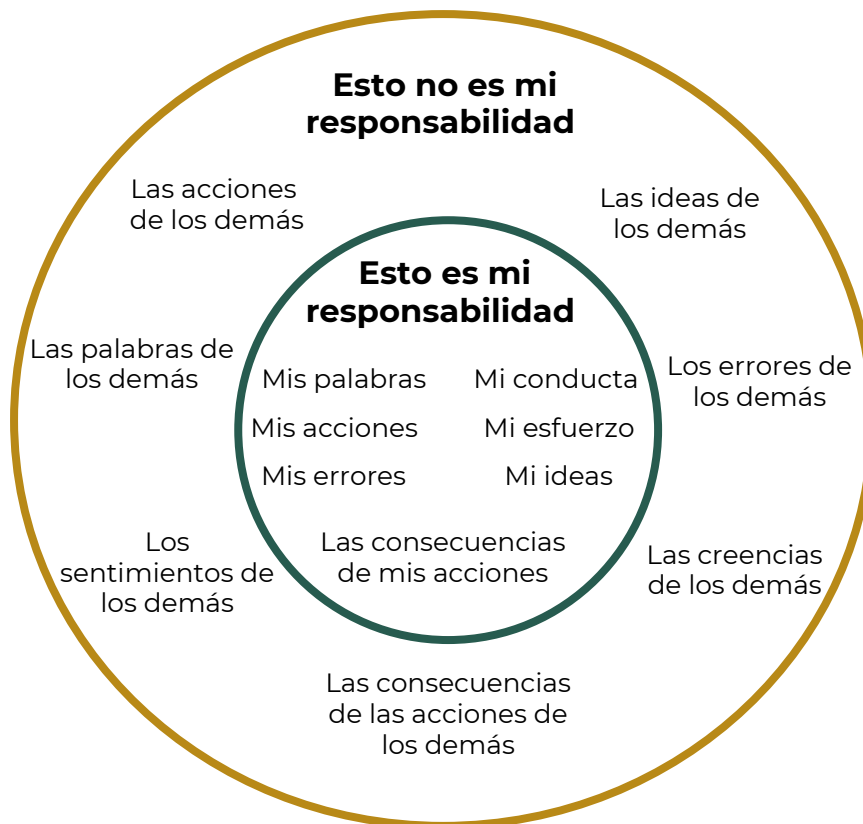 Esto no es mi
responsabilidad
Las acciones
de los demás
Las ideas de
los demás
Esto es mi
responsabilidad
Las palabras de
los demás
Mis palabras
Mi conducta
Los errores de
los demás
Mis acciones
Mi esfuerzo
Mis errores
Mi ideas
Los
sentimientos de
los demás
Las consecuencias
de mis acciones
Las creencias
de los demás
Las consecuencias
de las acciones de
los demás